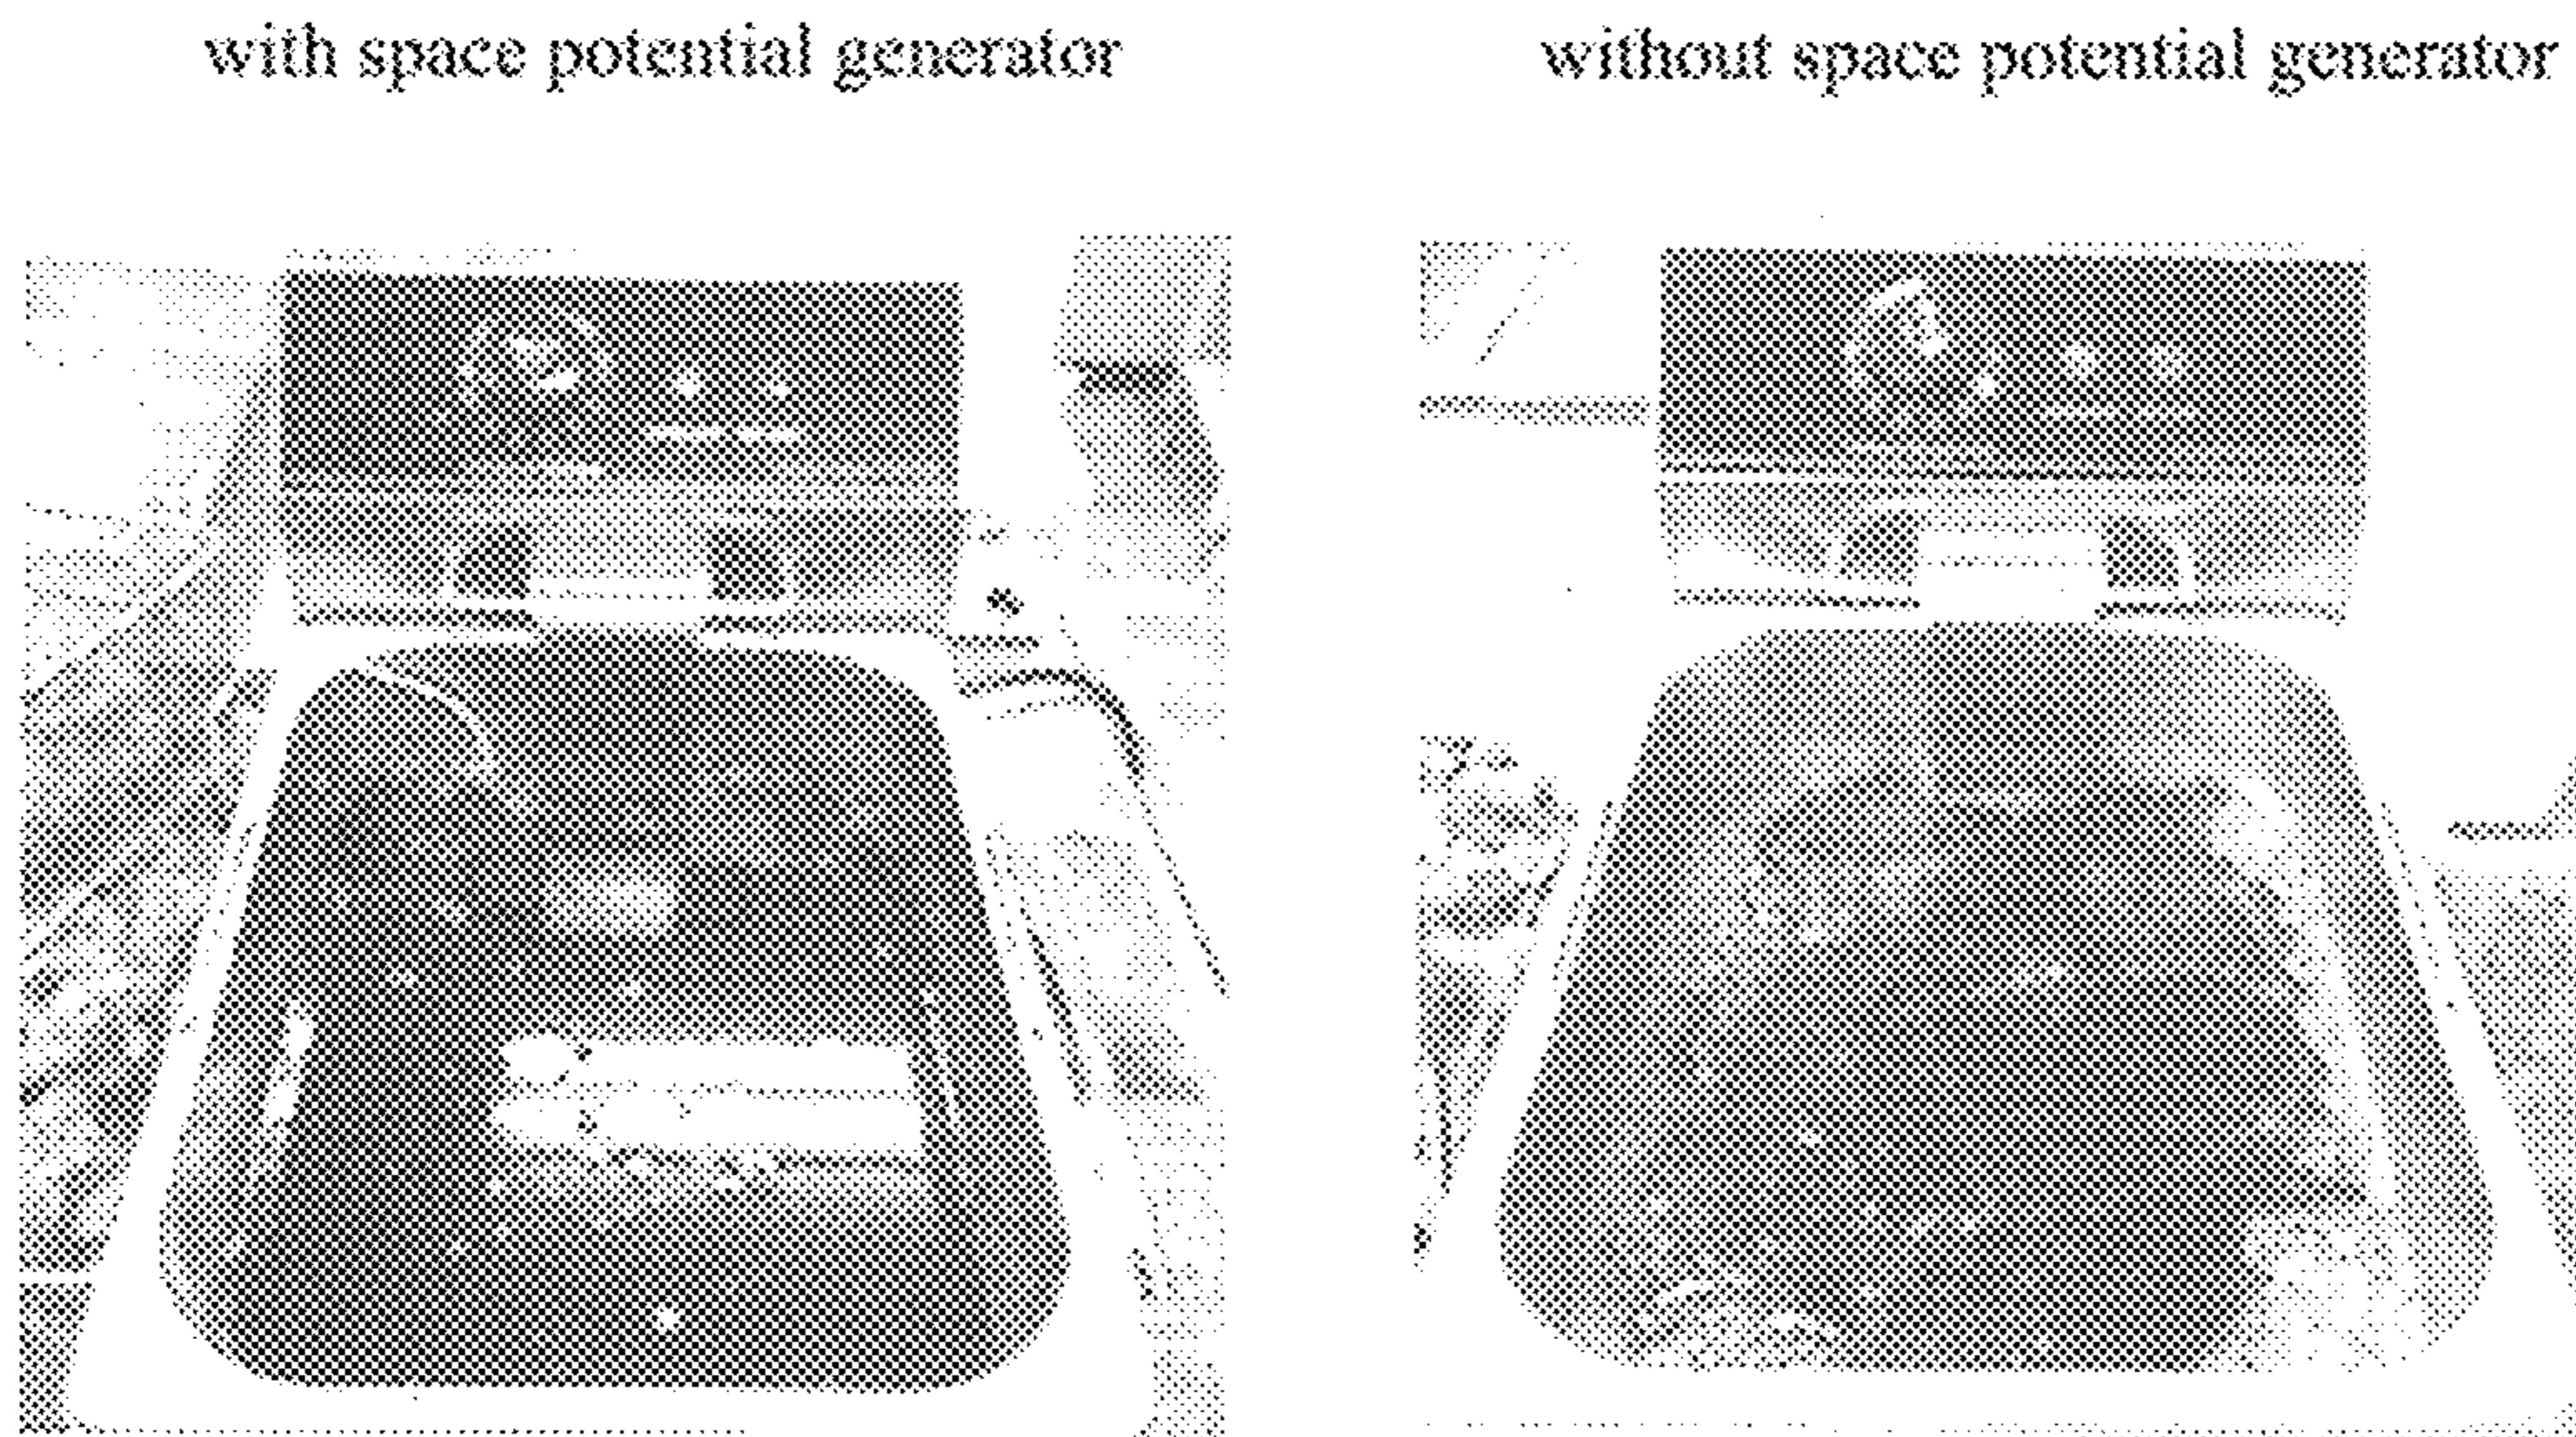 with space potential generator
without space potential generator